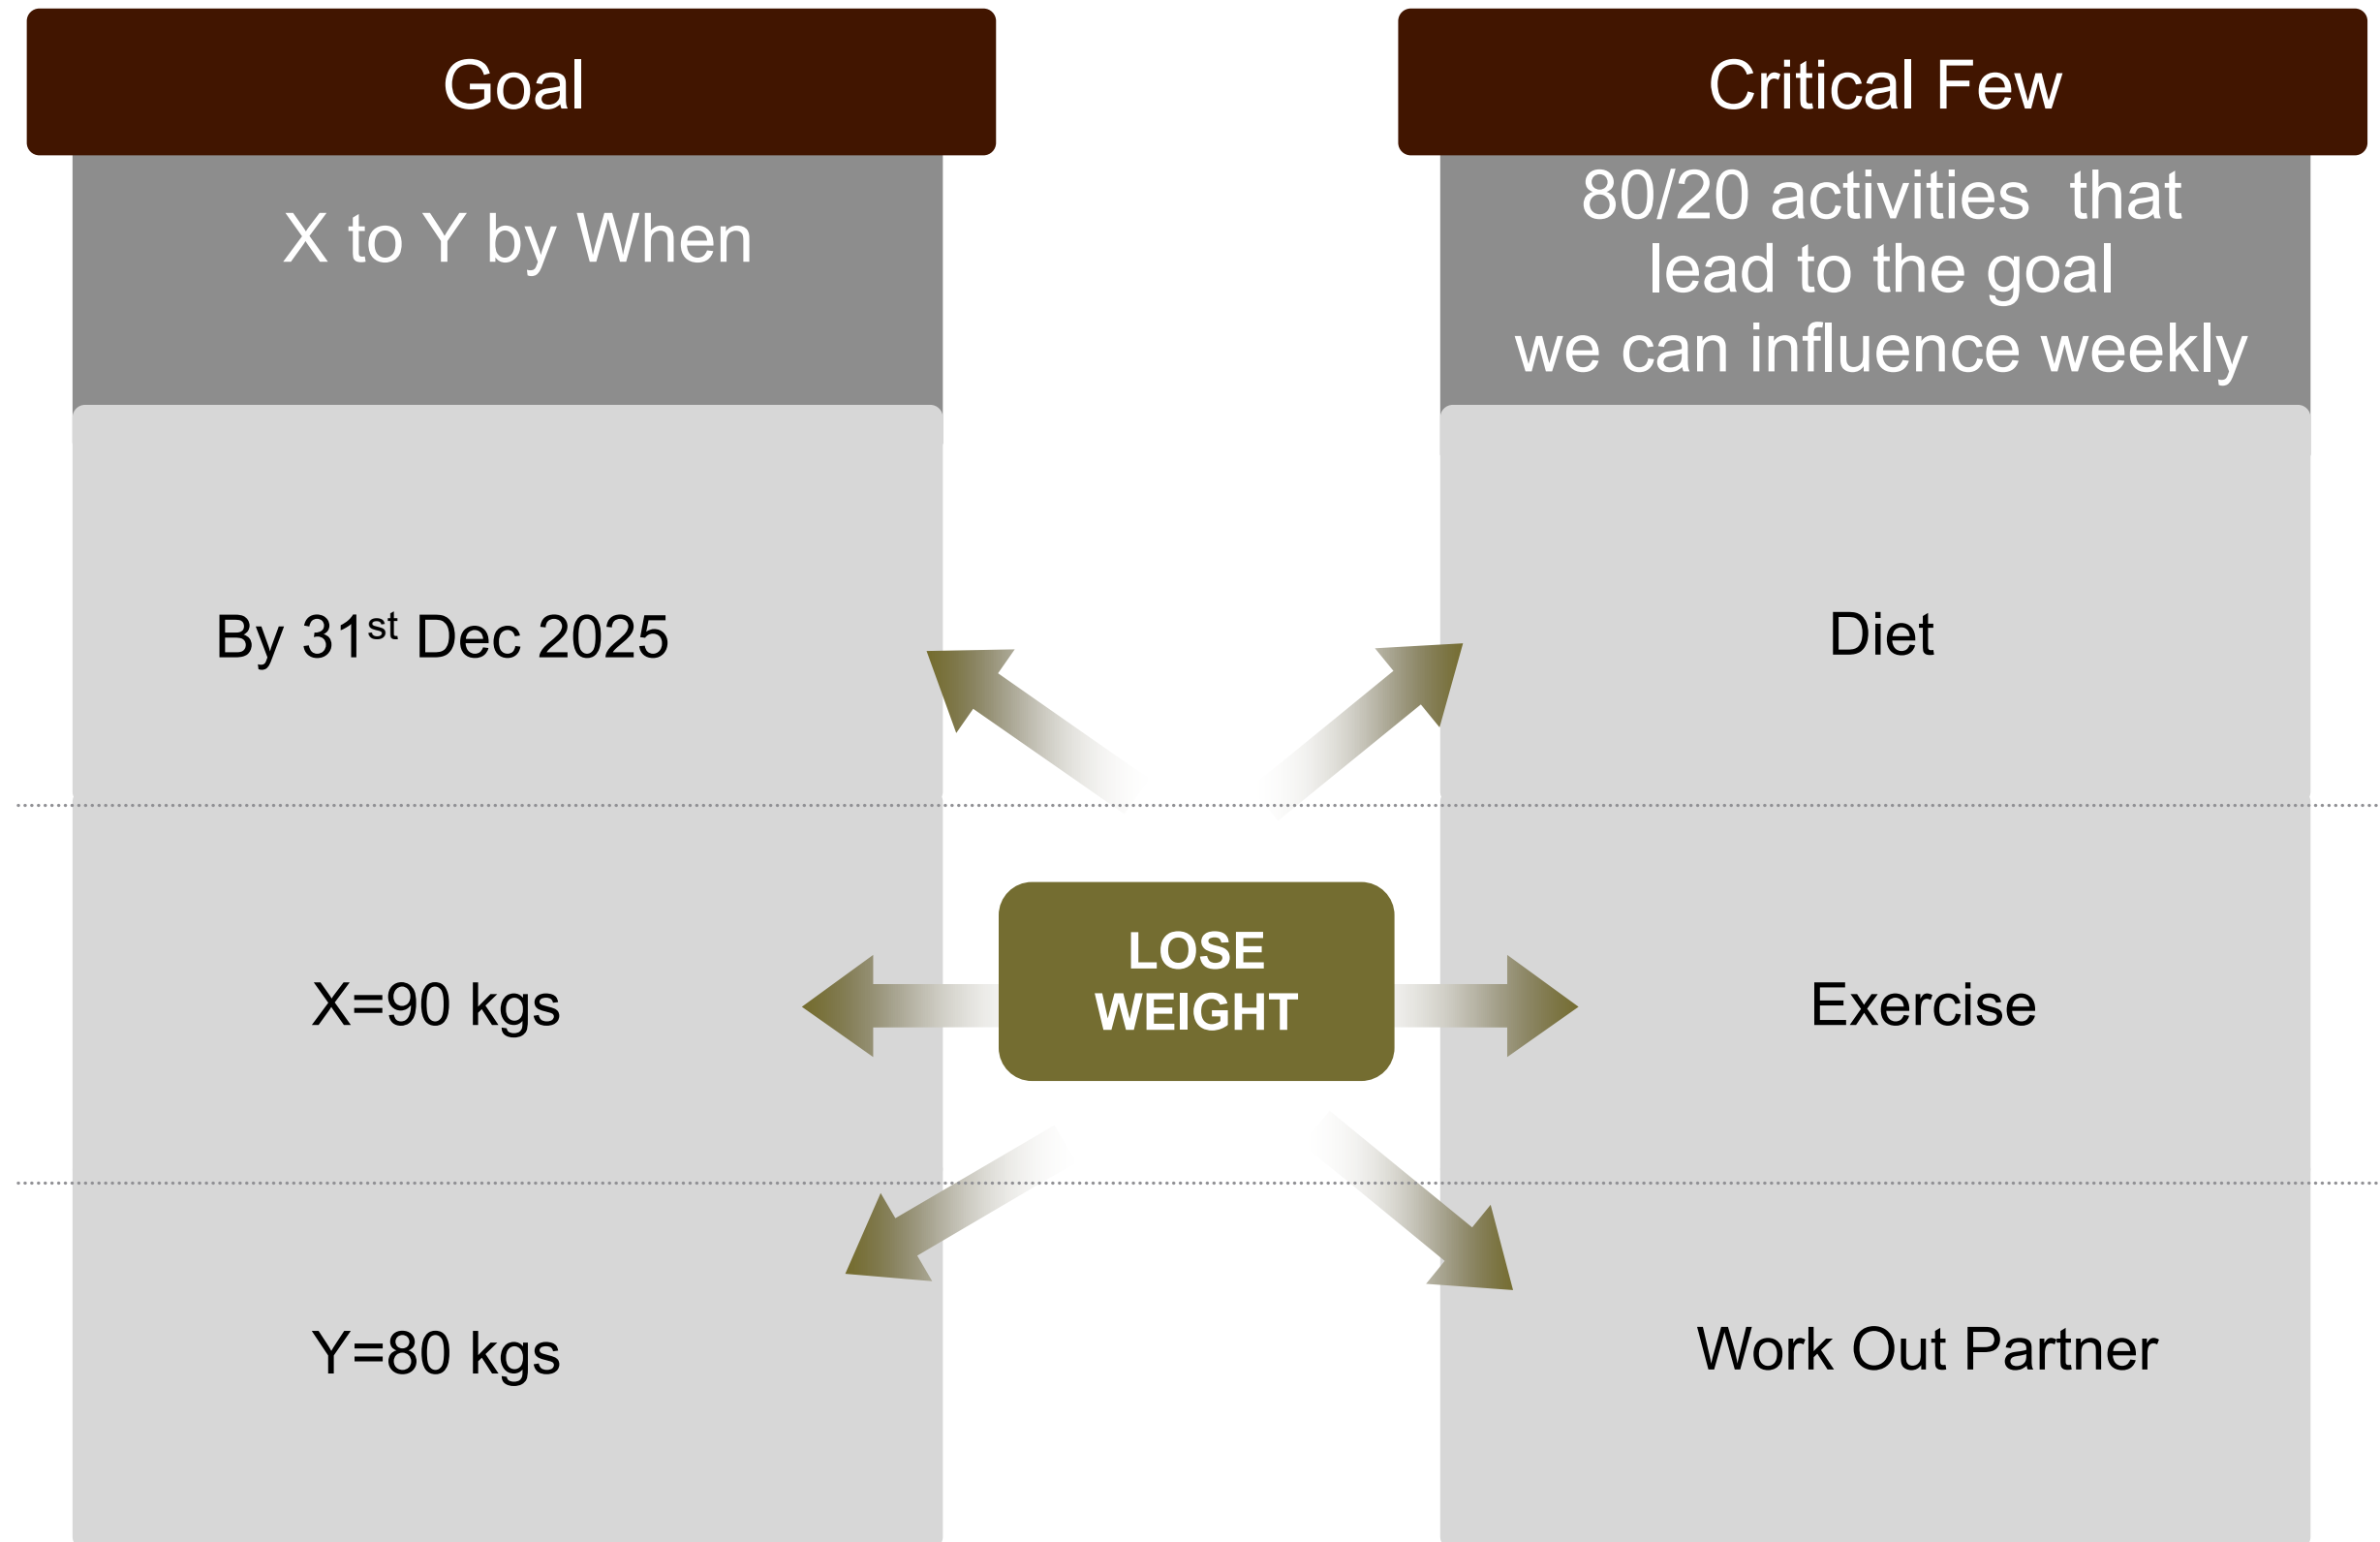 Goal
Critical Few
X to Y by When
80/20 activities that
lead to the goal
we can influence weekly
By 31st Dec 2025
Diet
LOSE
WEIGHT
X=90 kgs
Exercise
Y=80 kgs
Work Out Partner